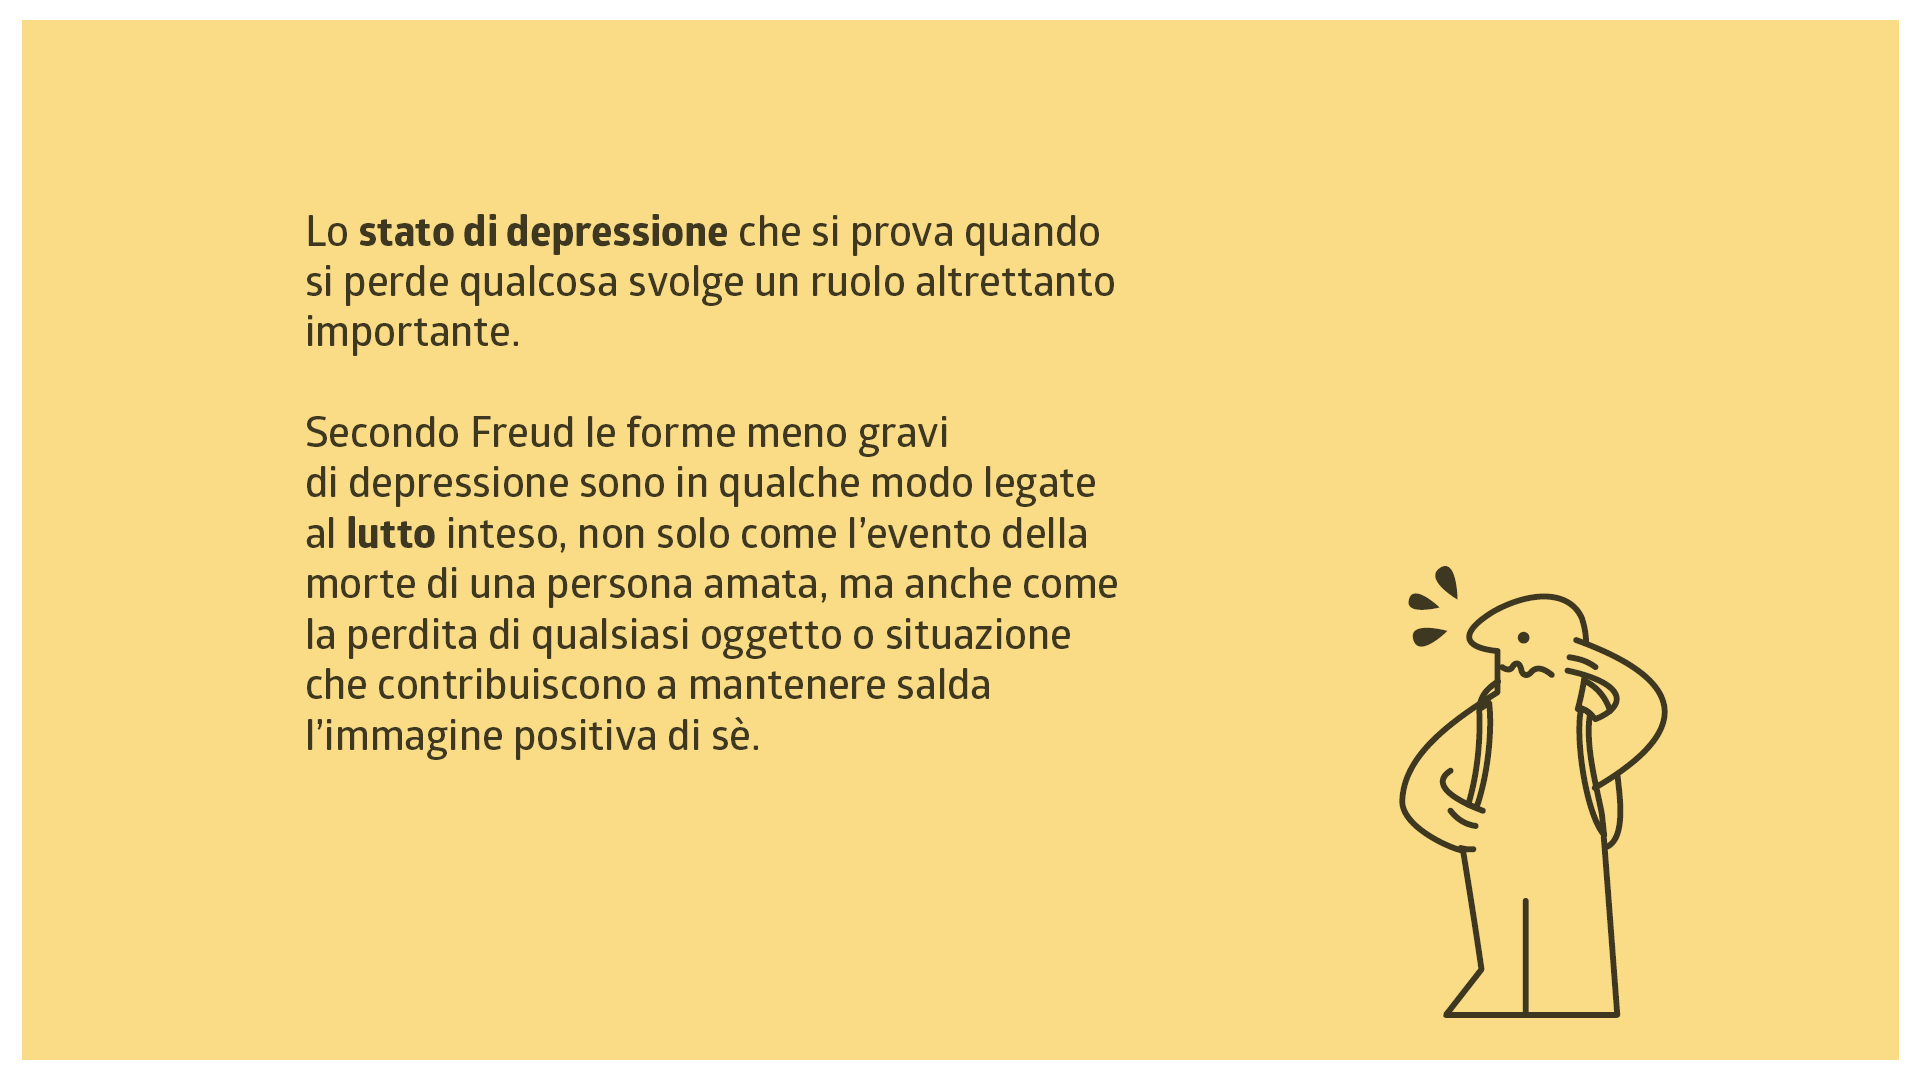 Lo stato di depressione che si prova quando
si perde qualcosa svolge un ruolo altrettanto
importante.
Secondo Freud le forme meno gravi
di depressione sono in qualche modo legate
al lutto inteso, non solo come l’evento della
morte di una persona amata, ma anche come
la perdita di qualsiasi oggetto o situazione
che contribuiscono a mantenere salda
l’immagine positiva di sè.